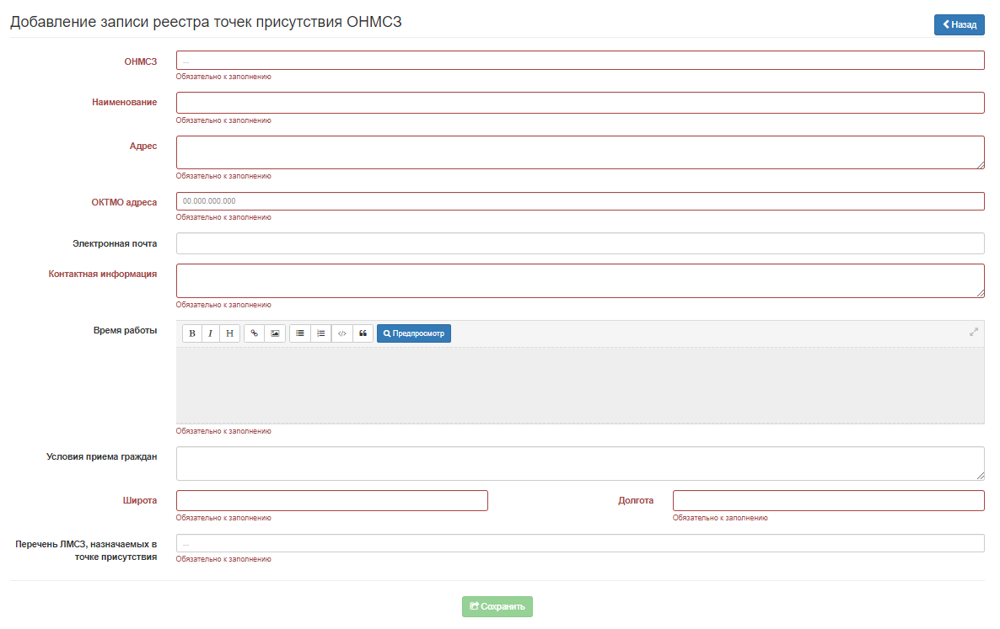 Добавление записи реестра точек присутствия ОНМСЗ
Назад
ОНМСЗ
...
Обязательно к заполнению
Наименование
Обязательно к заполнению
Адрес
Обязательно к заполнению
ОКТМО адреса
00.000.000.000
Обязательно к заполнению
Электронная почта
Контактная информация
Обязательно к заполнению
Время работы
B I H Предпросмотр
Обязательно к заполнению
Условия приема граждан
Широта
Обязательно к заполнению
Долгота
Обязательно к заполнению
Перечень ЛМСЗ, назначаемых в
точке присутствия
...
Обязательно к заполнению
Сохранить